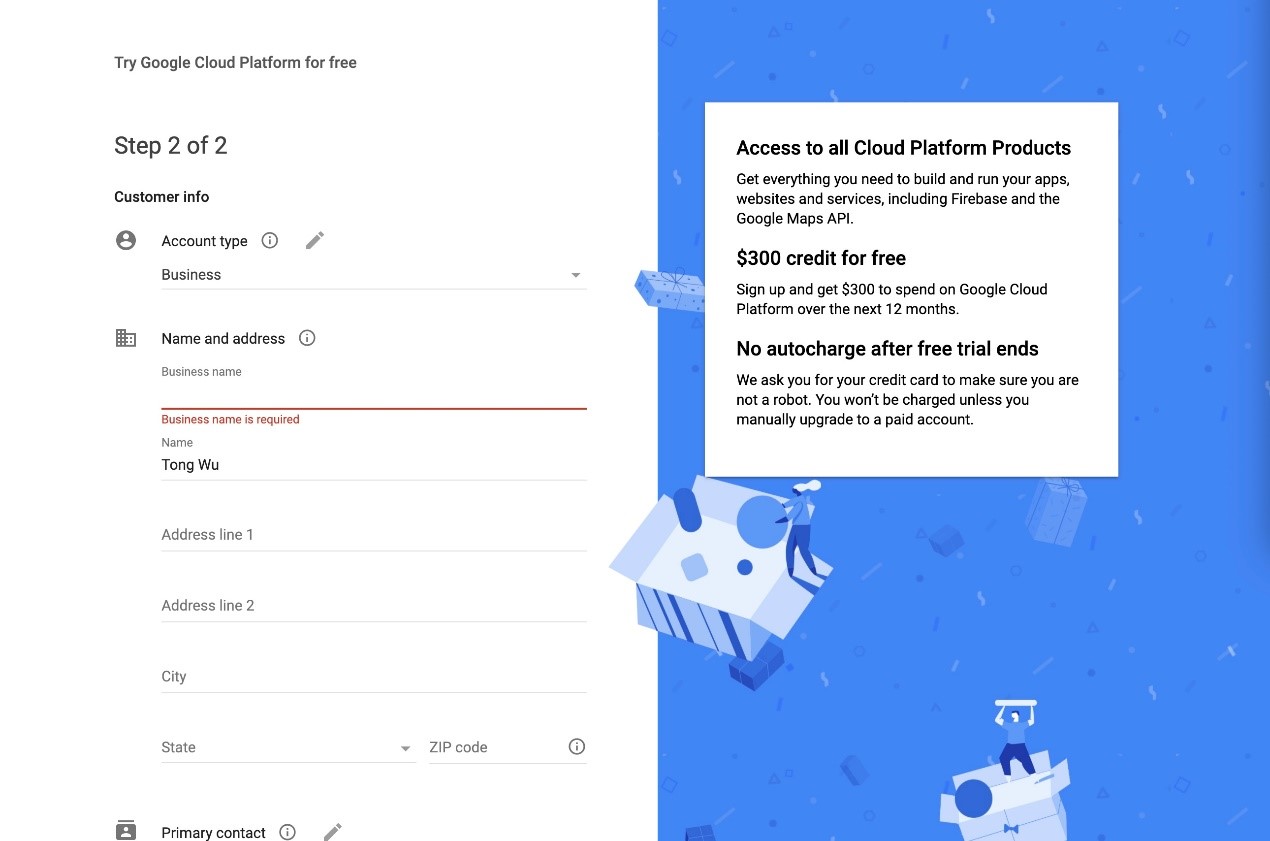 Try Google Cloud Platform for free
Step 2 of 2
Customer info
Account type
Business
Name and address
Business name
Business name is required
Name
Tong Wu
Address line 1
Address line 2
City
State
ZIP code
Primary contact
Access to all Cloud Platform Products
Get everything you need to build and run your apps,
websites and services, including Firebase and the
Google Maps API.
$300 credit for free
Sign up and get $300 to spend on Google Cloud
Platform over the next 12 months.
No autocharge after free trial ends
We ask you for your credit card to make sure you are
not a robot. You won’t be charged unless you
manually upgrade to a paid account.